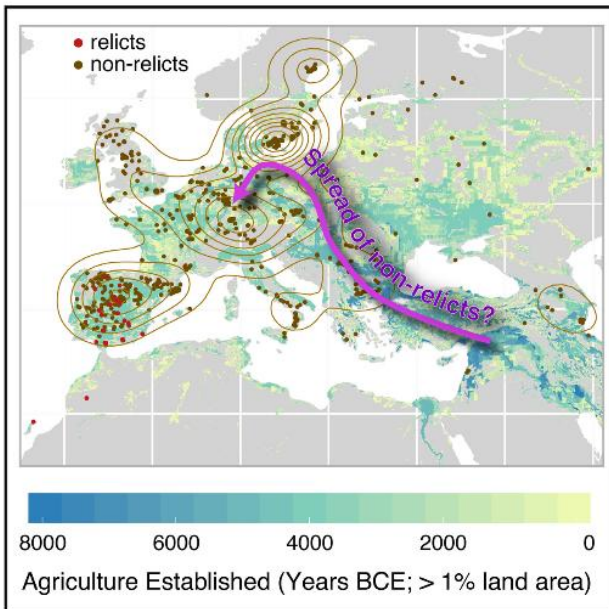 relicts
non-relicts
Spread of non-relicts?
8000 6000 4000 2000 0
Agriculture Established (Years BCE; > 1% land area)